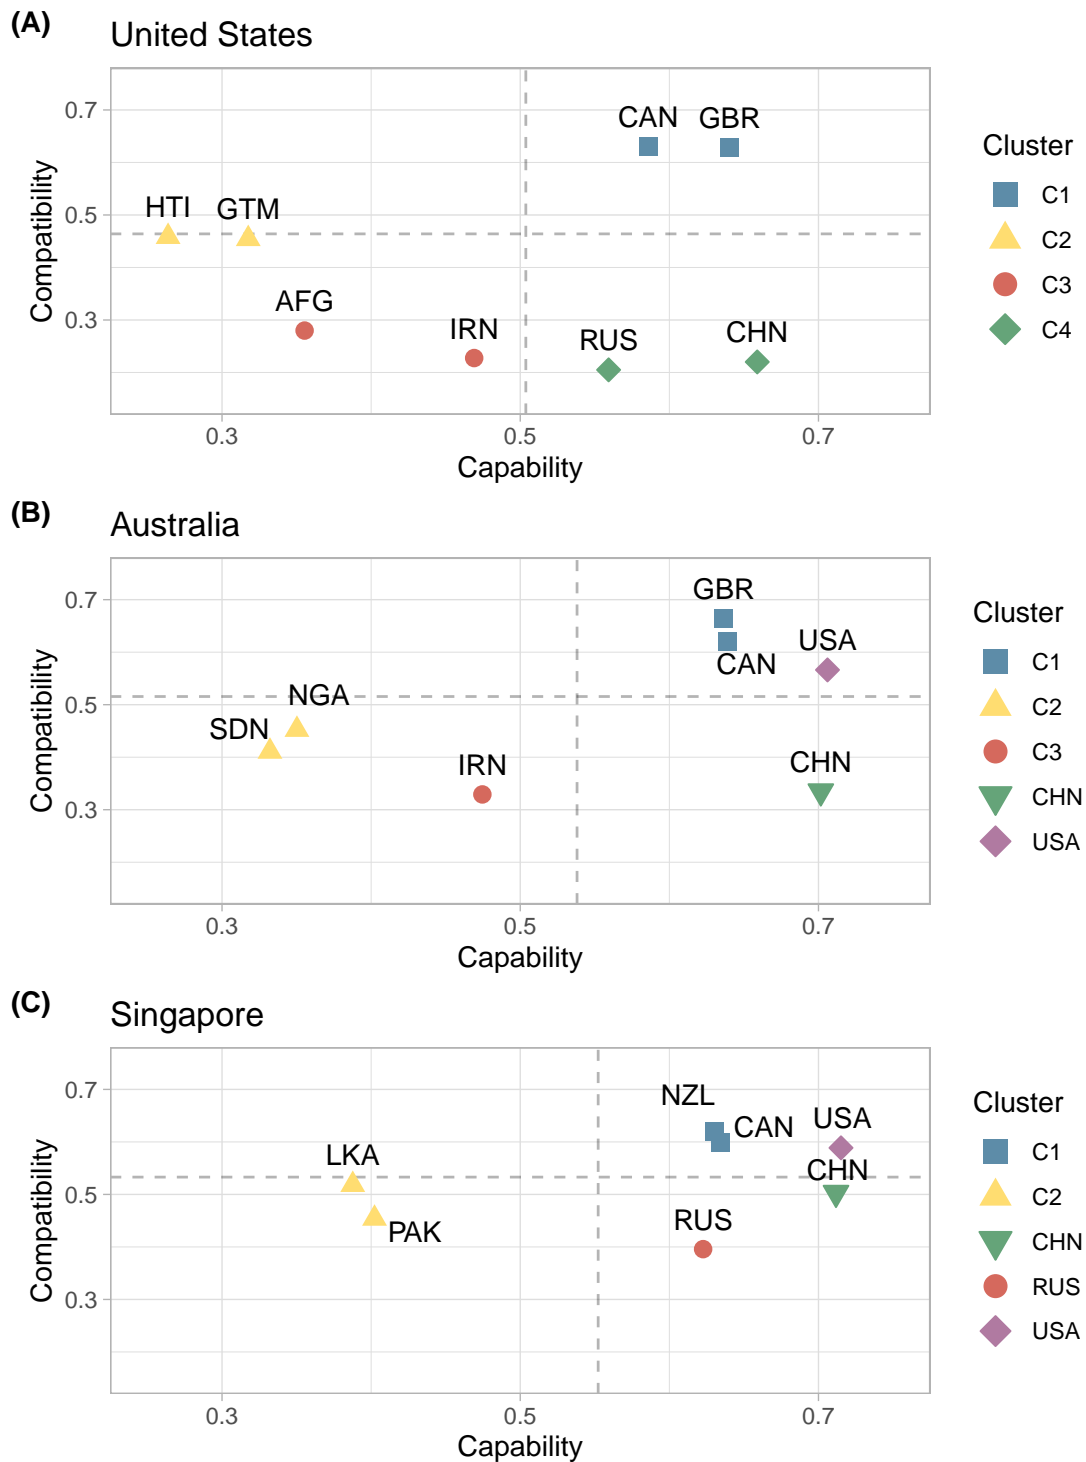 (A)
United States
CAN GBR
HTI GTM
AFG
IRN
RUS CHN
0.7
0.5
0.3
Compatibility
0.3 0.5 0.7
Capability
Cluster
C1
C2
C3
C4
(B)
Australia
GBR
CAN
USA
NGA
SDN
IRN
CHN
0.7
0.5
0.3
Compatibility
0.3 0.5 0.7
Capability
Cluster
C1
C2
C3
CHN
USA
(C)
Singapore
NZL
CAN
USA
LKA
CHN
PAK
RUS
0.7
0.5
0.3
Compatibility
0.3 0.5 0.7
Capability
Cluster
C1
C2
CHN
RUS
USA